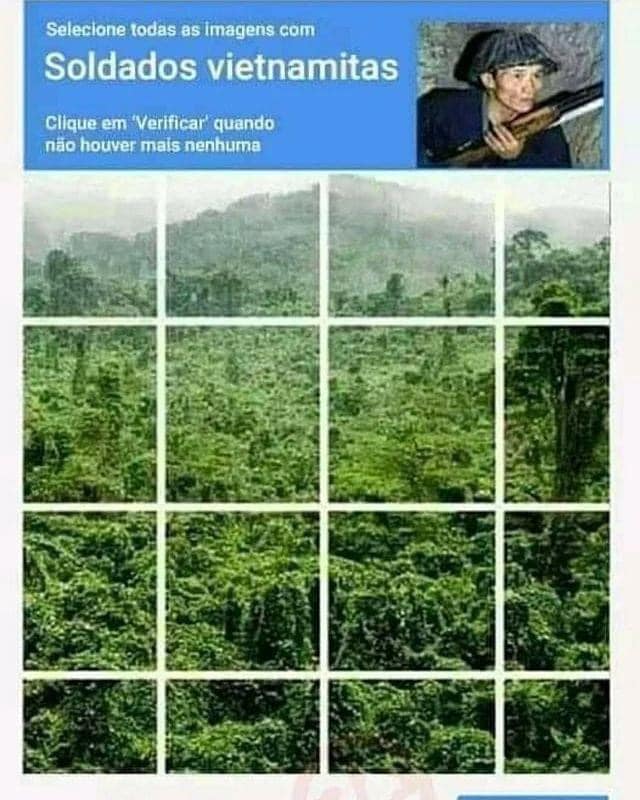 Selecione todas as imagens com
Soldados vietnamitas
Clique em 'Verificar' quando
não houver mais nenhuma